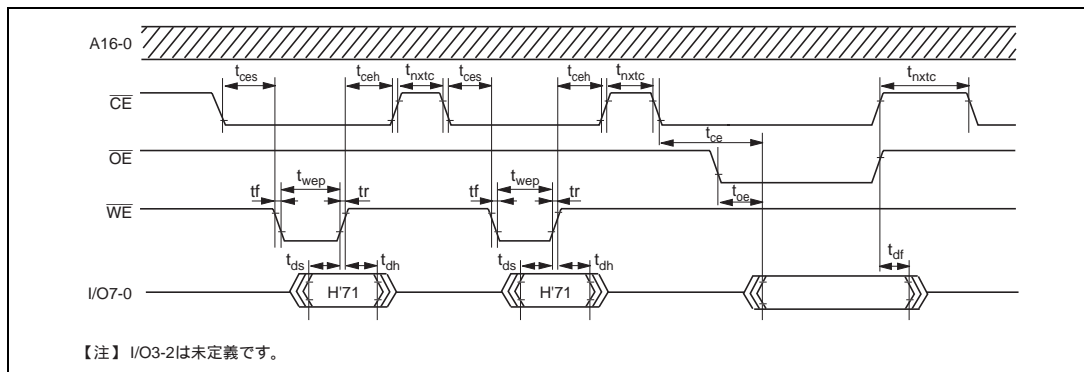 A16-0
tces tceh tnxtc tces tceh tnxtc tnxtc
CE
tce
OE
twep twep
tf tr tf tr toe
WE
tds tdh tds tdh tdf
I/O7-0 H'71 H'71
【注】 I/O3-2は未定義です。